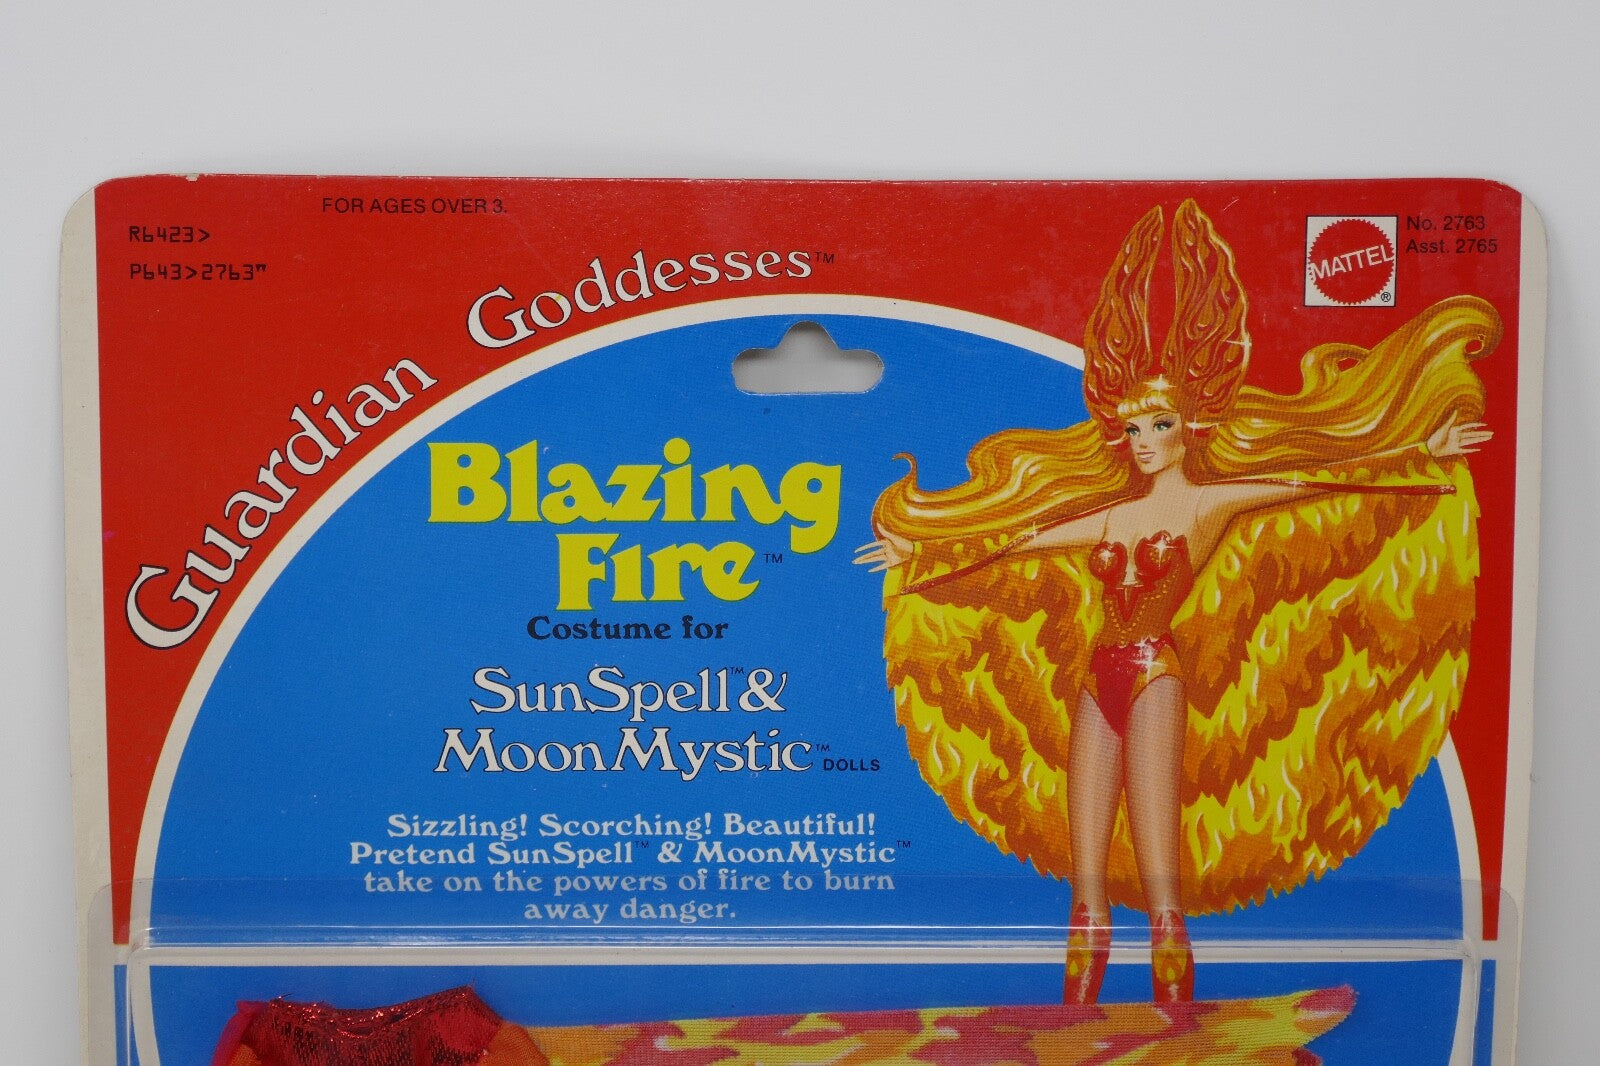 FOR AGES OVER 3.
R6423>
P643>2763"
Guardian Goddesses™
MATTEL®
No. 2763
Asst. 2765
Blazing
Fire™
Costume for
SunSpell™ &
MoonMystic™ DOLLS
Sizzling! Scorching! Beautiful!
Pretend SunSpell™ & MoonMystic™
take on the powers of fire to burn
away danger.